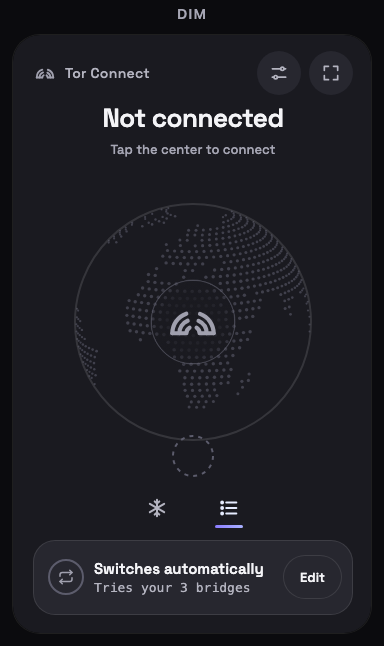 DIM
Tor Connect
Not connected
Tap the center to connect
Switches automatically
Tries your 3 bridges
Edit